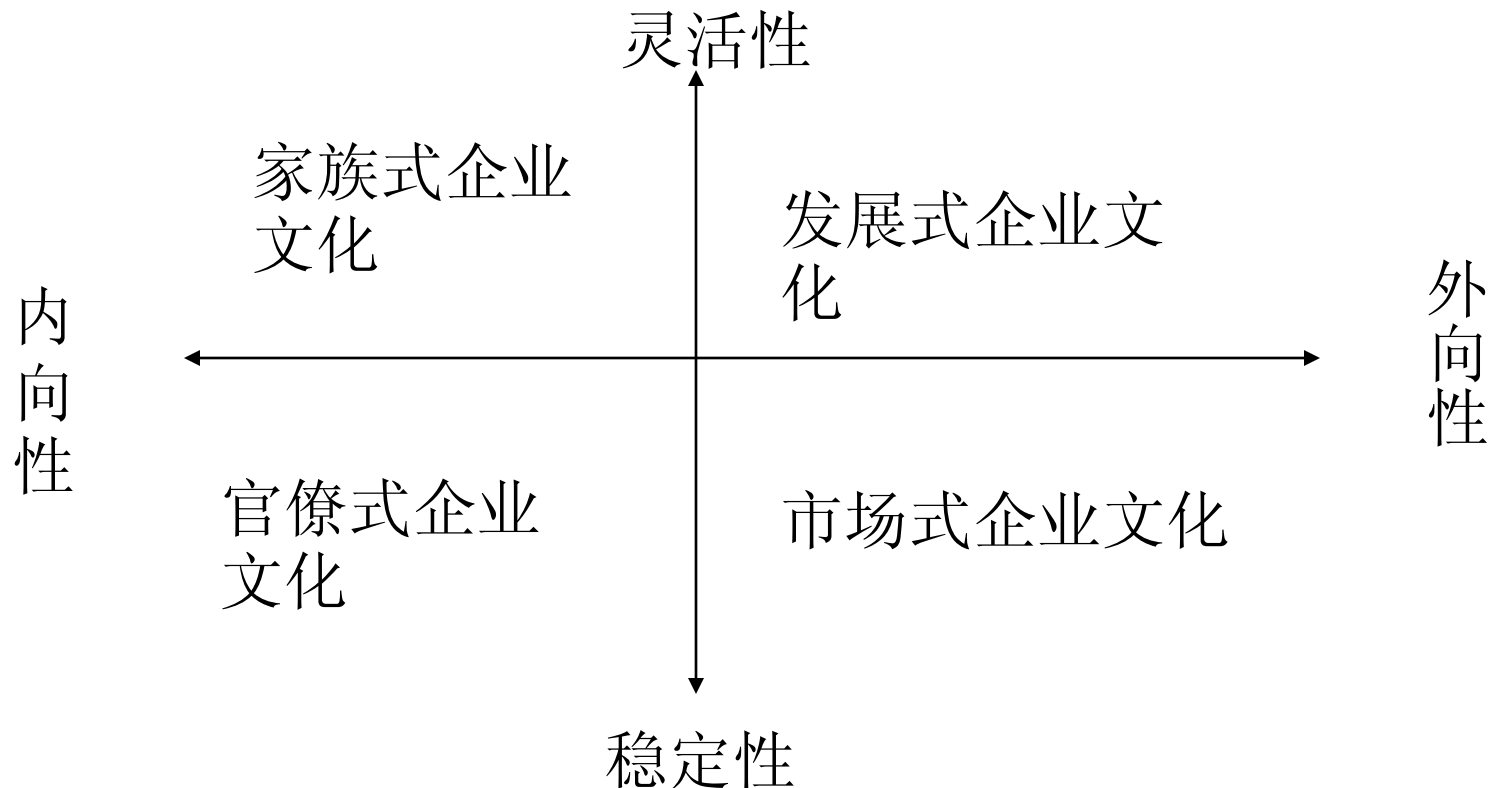 灵活性
家族式企业
文化
发展式企业文
化
内
向
性
外
向
性
官僚式企业
文化
市场式企业文化
稳定性